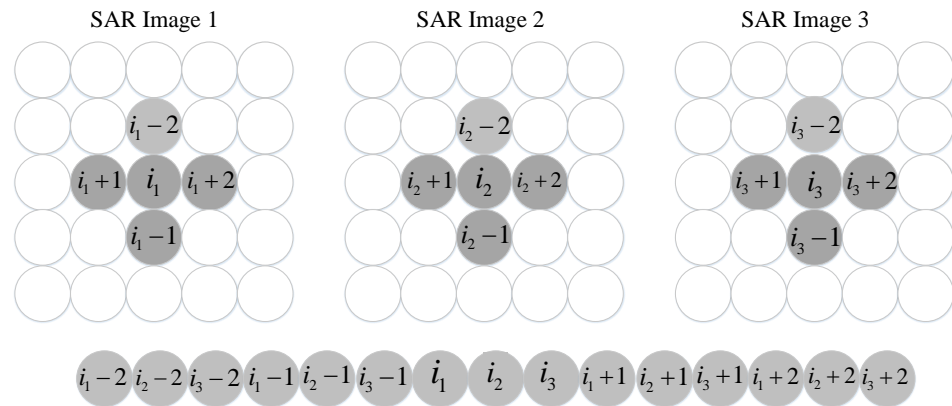 SAR Image 1 SAR Image 2 SAR Image 3
i₁−2 i₂−2 i₃−2
i₁+1 i₁ i₁+2 i₂+1 i₂ i₂+2 i₃+1 i₃ i₃+2
i₁−1 i₂−1 i₃−1
i₁−2 i₂−2 i₃−2 i₁−1 i₂−1 i₃−1 i₁ i₂ i₃ i₁+1 i₂+1 i₃+1 i₁+2 i₂+2 i₃+2